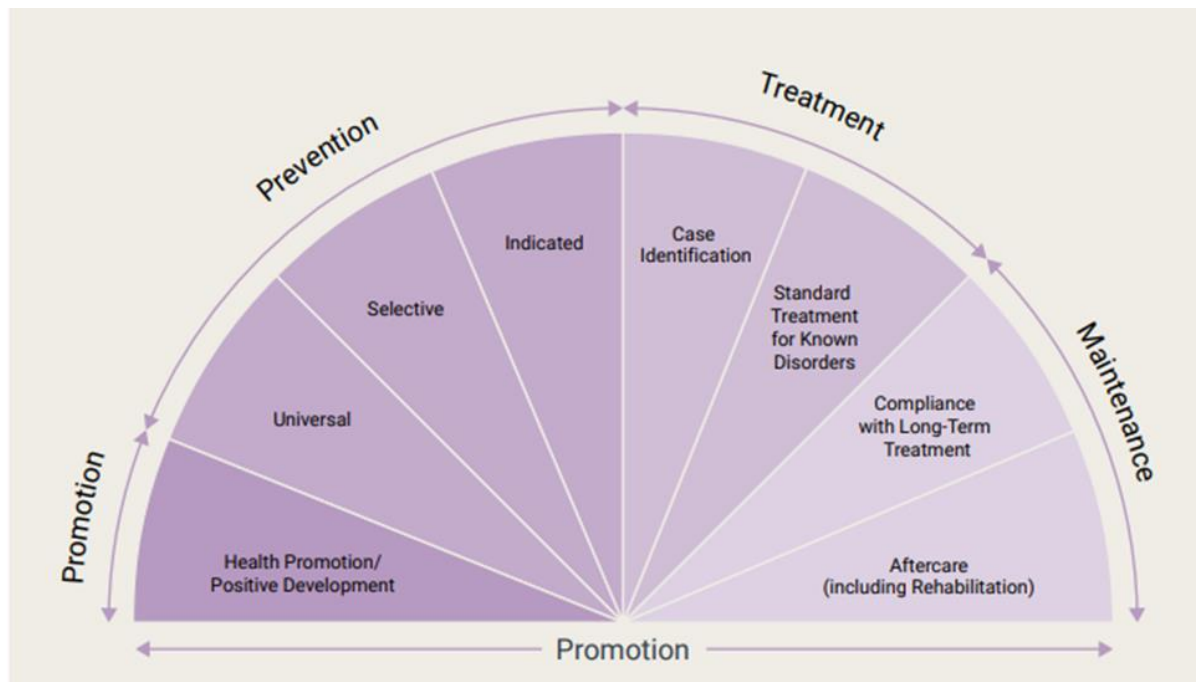 Promotion
Prevention
Treatment
Maintenance
Health Promotion/
Positive Development
Universal
Selective
Indicated
Case
Identification
Standard
Treatment
for Known
Disorders
Compliance
with Long-Term
Treatment
Aftercare
(including Rehabilitation)
Promotion